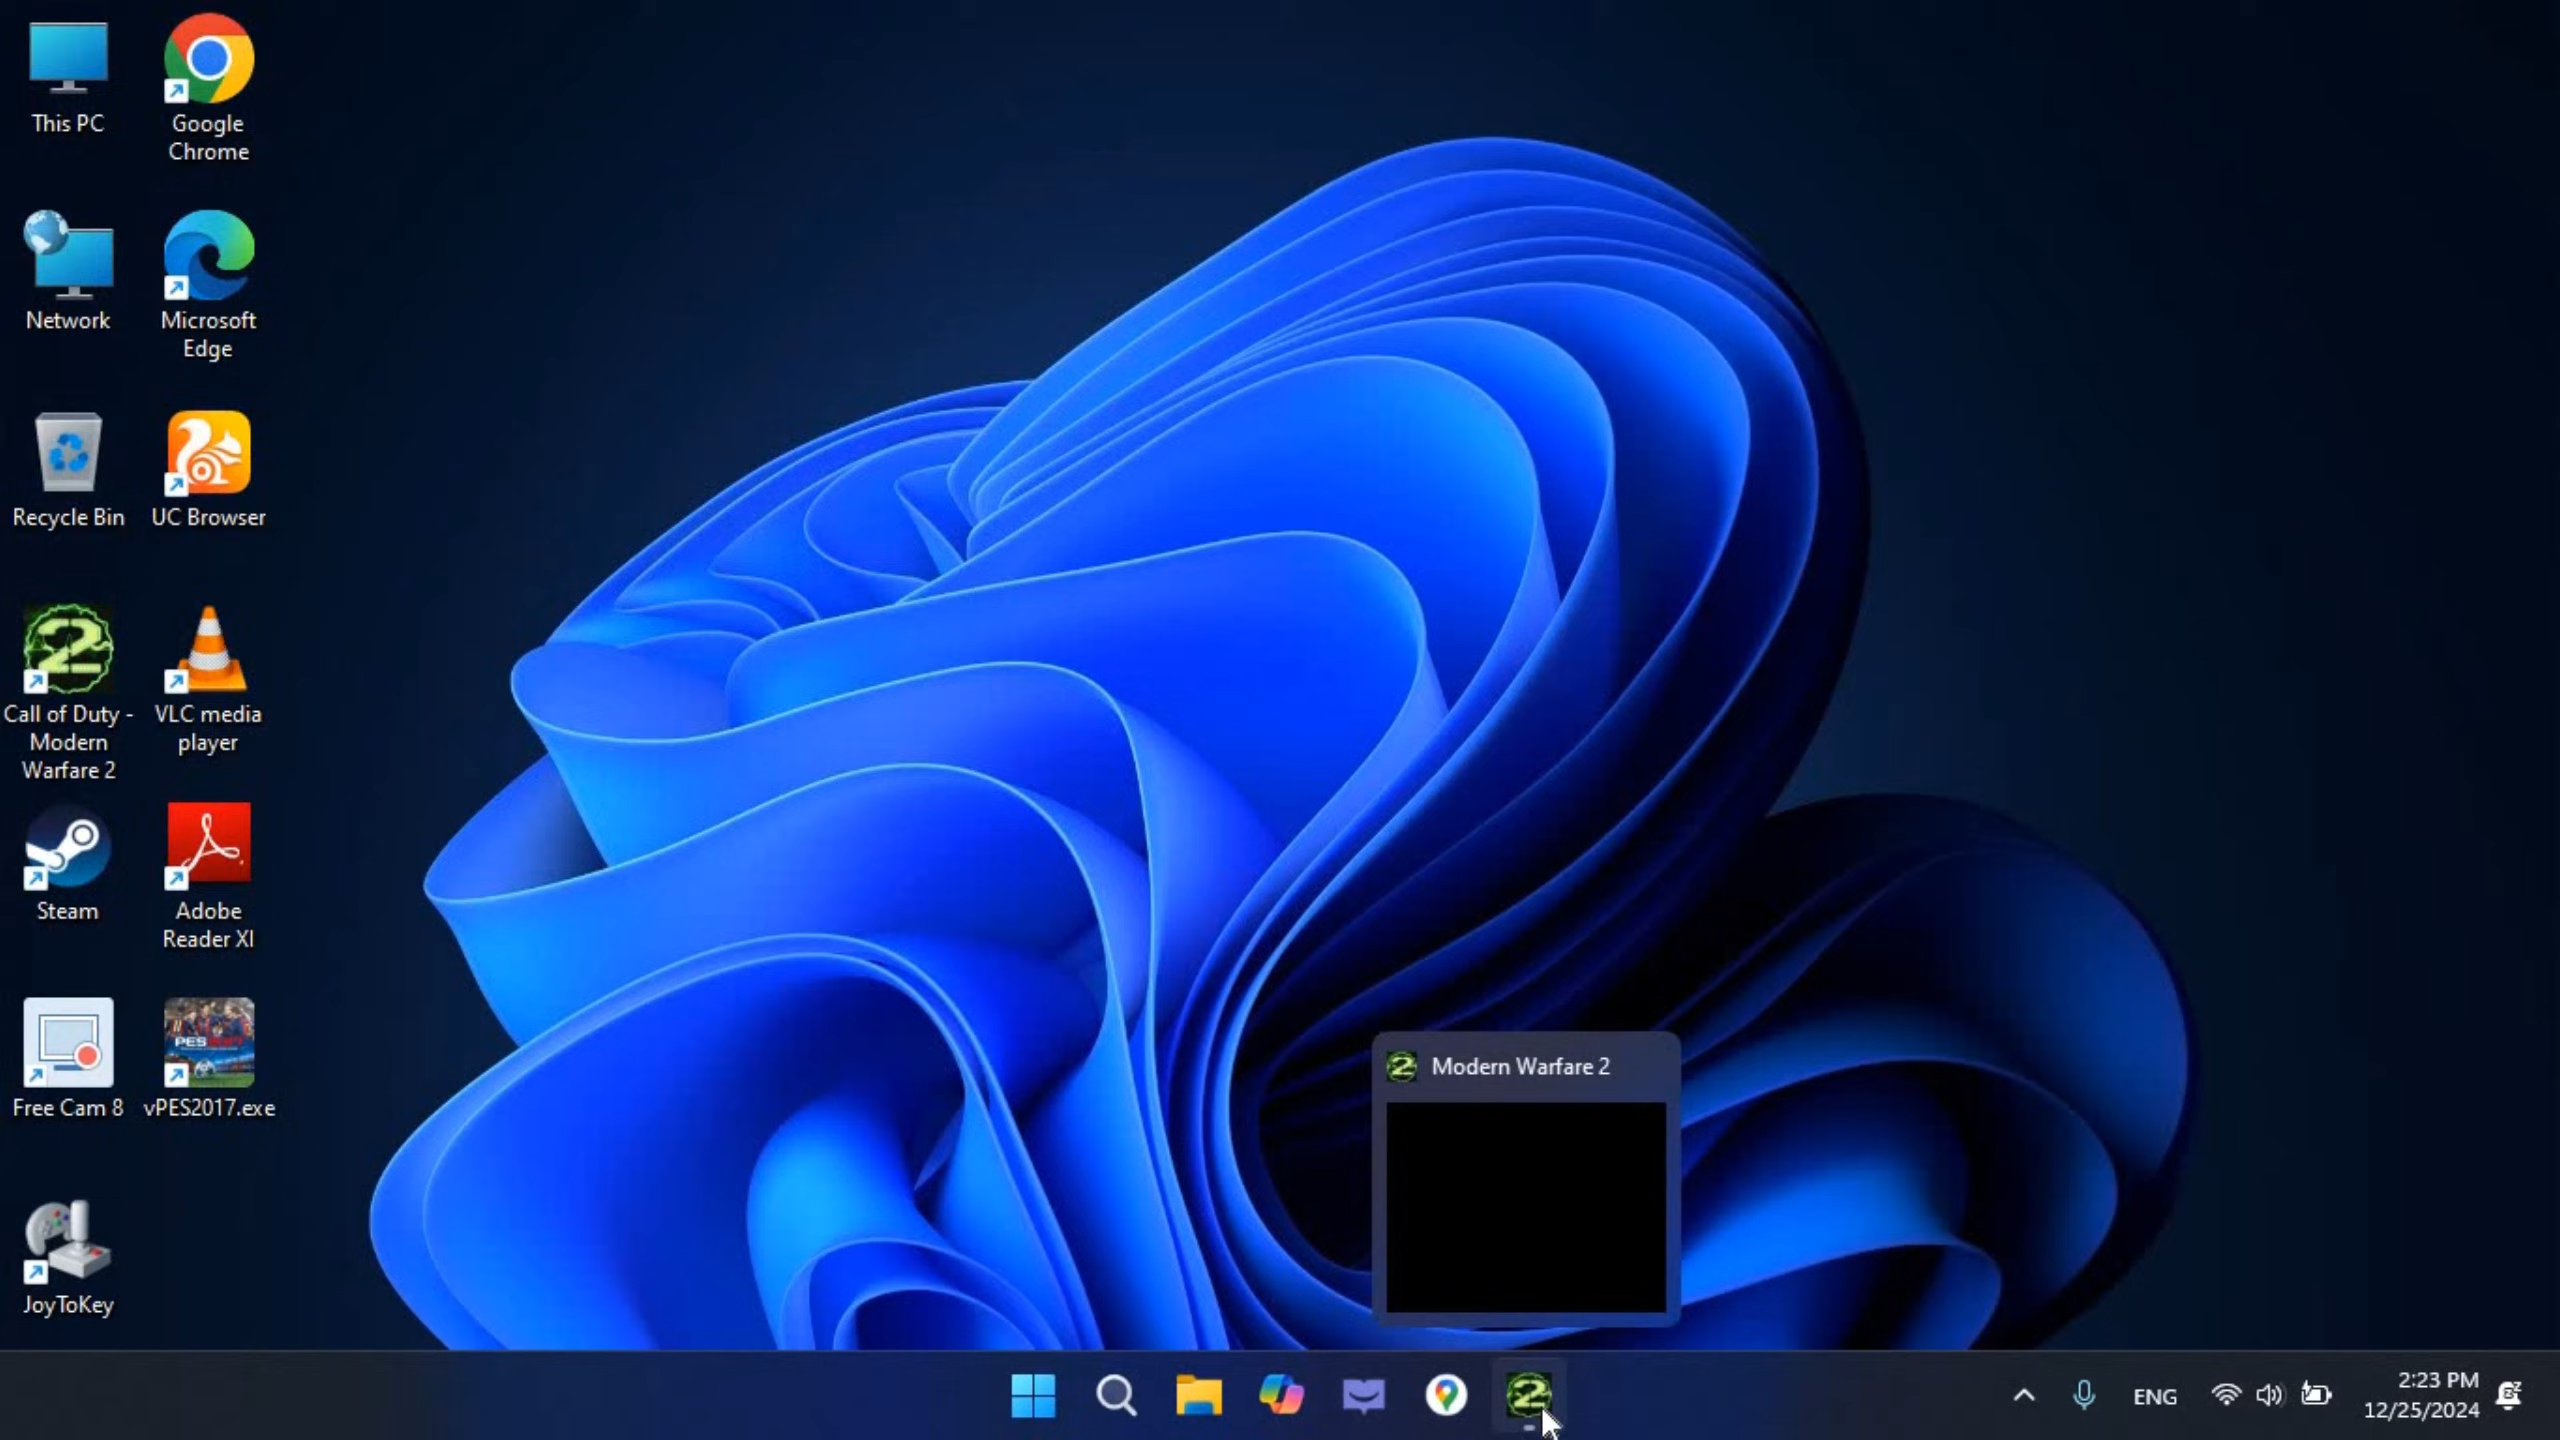 This PC
Google
Chrome
Network
Microsoft
Edge
Recycle Bin
UC Browser
Call of Duty -
Modern
Warfare 2
VLC media
player
Steam
Adobe
Reader XI
Free Cam 8
vPES2017.exe
JoyToKey
Modern Warfare 2
ENG
2:23 PM
12/25/2024